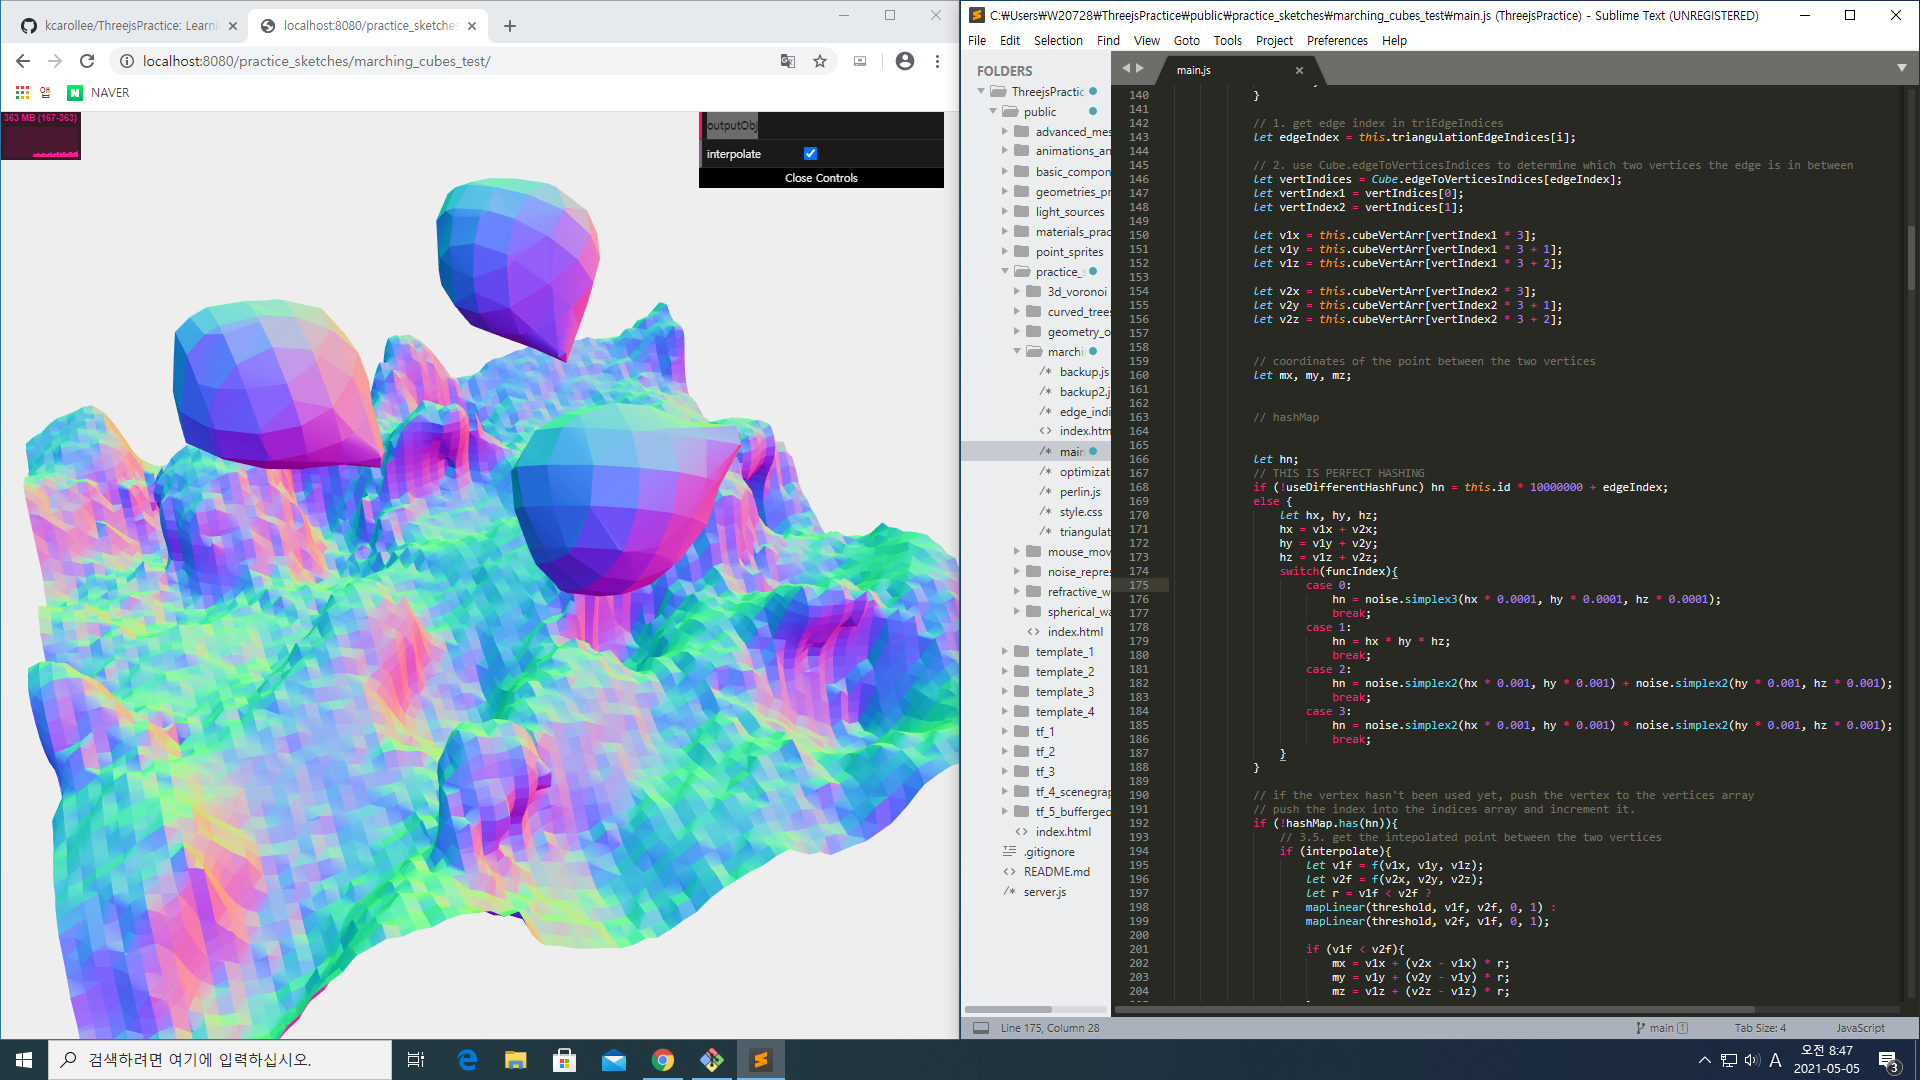 kcarollee/ThreejsPractice: Learni
localhost:8080/practice_sketches
localhost:8080/practice_sketches/marching_cubes_test/
앱
N NAVER
363 MB (167-363)
outputObj
interpolate
Close Controls
C:₩Users₩W20728₩ThreejsPractice₩public₩practice_sketches₩marching_cubes_test₩main.js (ThreejsPractice) - Sublime Text (UNREGISTERED)
File Edit Selection Find View Goto Tools Project Preferences Help
FOLDERS
ThreejsPractic
public
advanced_mes
animations_an
basic_compon
geometries_pr
light_sources
materials_prac
point_sprites
practice_
3d_voronoi
curved_trees
geometry_o
marchi
backup.js
backup2.j
edge_indi
index.htm
main
optimizat
perlin.js
style.css
triangulat
mouse_mov
noise_repres
refractive_w
spherical_wa
index.html
template_1
template_2
template_3
template_4
tf_1
tf_2
tf_3
tf_4_scenegrap
tf_5_buffergeo
index.html
.gitignore
README.md
server.js
main.js
140 }
141
142 // 1. get edge index in triEdgeIndices
143 let edgeIndex = this.triangulationEdgeIndices[i];
144
145 // 2. use Cube.edgeToVerticesIndices to determine which two vertices the edge is in between
146 let vertIndices = Cube.edgeToVerticesIndices[edgeIndex];
147 let vertIndex1 = vertIndices[0];
148 let vertIndex2 = vertIndices[1];
149
150 let v1x = this.cubeVertArr[vertIndex1 * 3];
151 let v1y = this.cubeVertArr[vertIndex1 * 3 + 1];
152 let v1z = this.cubeVertArr[vertIndex1 * 3 + 2];
153
154 let v2x = this.cubeVertArr[vertIndex2 * 3];
155 let v2y = this.cubeVertArr[vertIndex2 * 3 + 1];
156 let v2z = this.cubeVertArr[vertIndex2 * 3 + 2];
157
158
159 // coordinates of the point between the two vertices
160 let mx, my, mz;
161
162
163 // hashMap
164
165
166 let hn;
167 // THIS IS PERFECT HASHING
168 if (!useDifferentHashFunc) hn = this.id * 10000000 + edgeIndex;
169 else {
170 let hx, hy, hz;
171 hx = v1x + v2x;
172 hy = v1y + v2y;
173 hz = v1z + v2z;
174 switch(funcIndex){
175 case 0:
176 hn = noise.simplex3(hx * 0.0001, hy * 0.0001, hz * 0.0001);
177 break;
178 case 1:
179 hn = hx * hy * hz;
180 break;
181 case 2:
182 hn = noise.simplex2(hx * 0.001, hy * 0.001) + noise.simplex2(hy * 0.001, hz * 0.001);
183 break;
184 case 3:
185 hn = noise.simplex2(hx * 0.001, hy * 0.001) * noise.simplex2(hy * 0.001, hz * 0.001);
186 break;
187 }
188 }
189
190 // if the vertex hasn't been used yet, push the vertex to the vertices array
191 // push the index into the indices array and increment it.
192 if (!hashMap.has(hn)){
193 // 3.5. get the intepolated point between the two vertices
194 if (interpolate){
195 let v1f = f(v1x, v1y, v1z);
196 let v2f = f(v2x, v2y, v2z);
197 let r = v1f < v2f ?
198 mapLinear(threshold, v1f, v2f, 0, 1) :
199 mapLinear(threshold, v2f, v1f, 0, 1);
200
201 if (v1f < v2f){
202 mx = v1x + (v2x - v1x) * r;
203 my = v1y + (v2y - v1y) * r;
204 mz = v1z + (v2z - v1z) * r;
Line 175, Column 28
main 1
Tab Size: 4
JavaScript
검색하려면 여기에 입력하십시오.
A
오전 8:47
2021-05-05
3